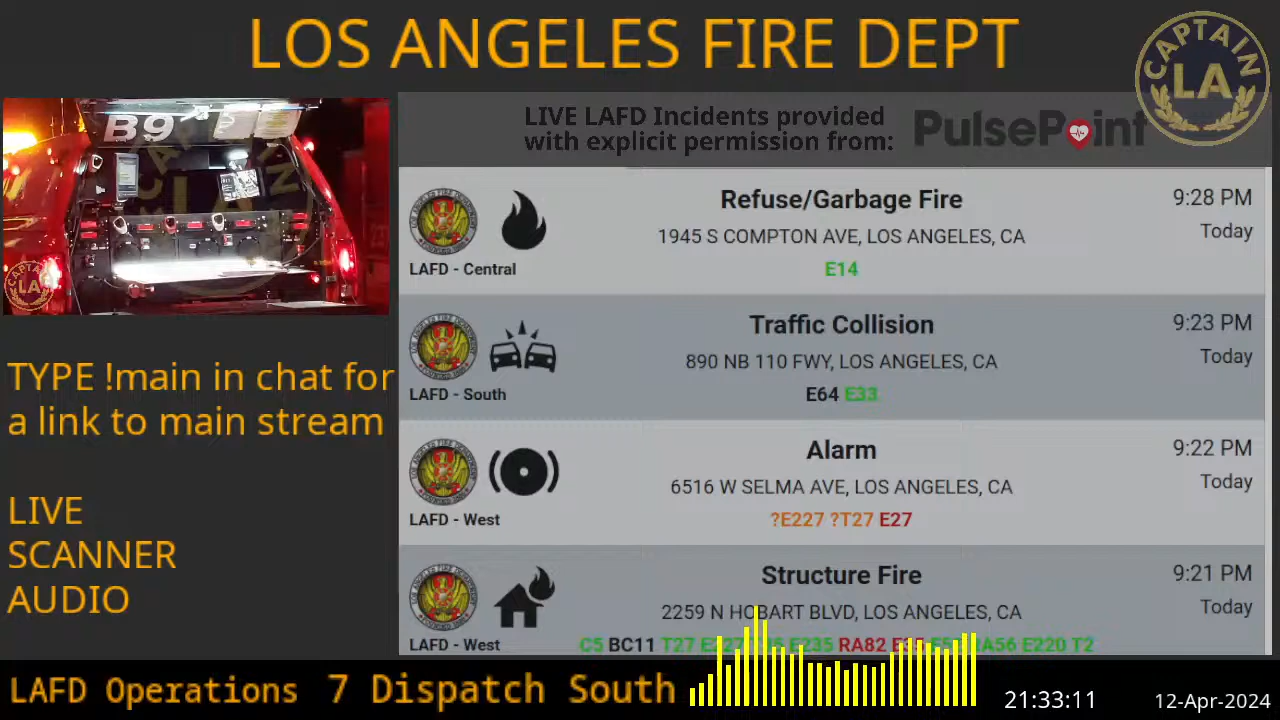 LOS ANGELES FIRE DEPT
CAPTAIN
LA
B9
CAPTAIN
LA
LIVE LAFD Incidents provided
with explicit permission from:
PulsePoint
Refuse/Garbage Fire
9:28 PM
1945 S COMPTON AVE, LOS ANGELES, CA
Today
LAFD - Central
E14
Traffic Collision
9:23 PM
890 NB 110 FWY, LOS ANGELES, CA
Today
LAFD - South
E64 E33
Alarm
9:22 PM
6516 W SELMA AVE, LOS ANGELES, CA
Today
LAFD - West
?E227 ?T27 E27
Structure Fire
9:21 PM
2259 N HOBART BLVD, LOS ANGELES, CA
Today
LAFD - West
C5 BC11 T27 E235 RA82 RA56 E220 T2
TYPE !main in chat for
a link to main stream
LIVE
SCANNER
AUDIO
LAFD Operations 7 Dispatch South
21:33:11
12-Apr-2024